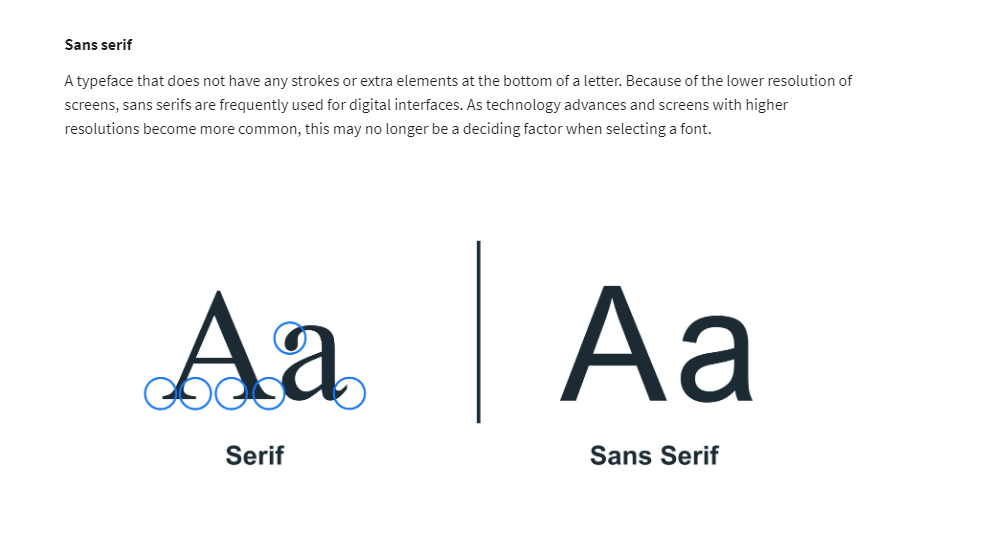 Sans serif
A typeface that does not have any strokes or extra elements at the bottom of a letter. Because of the lower resolution of
screens, sans serifs are frequently used for digital interfaces. As technology advances and screens with higher
resolutions become more common, this may no longer be a deciding factor when selecting a font.
Aa Aa
Serif Sans Serif